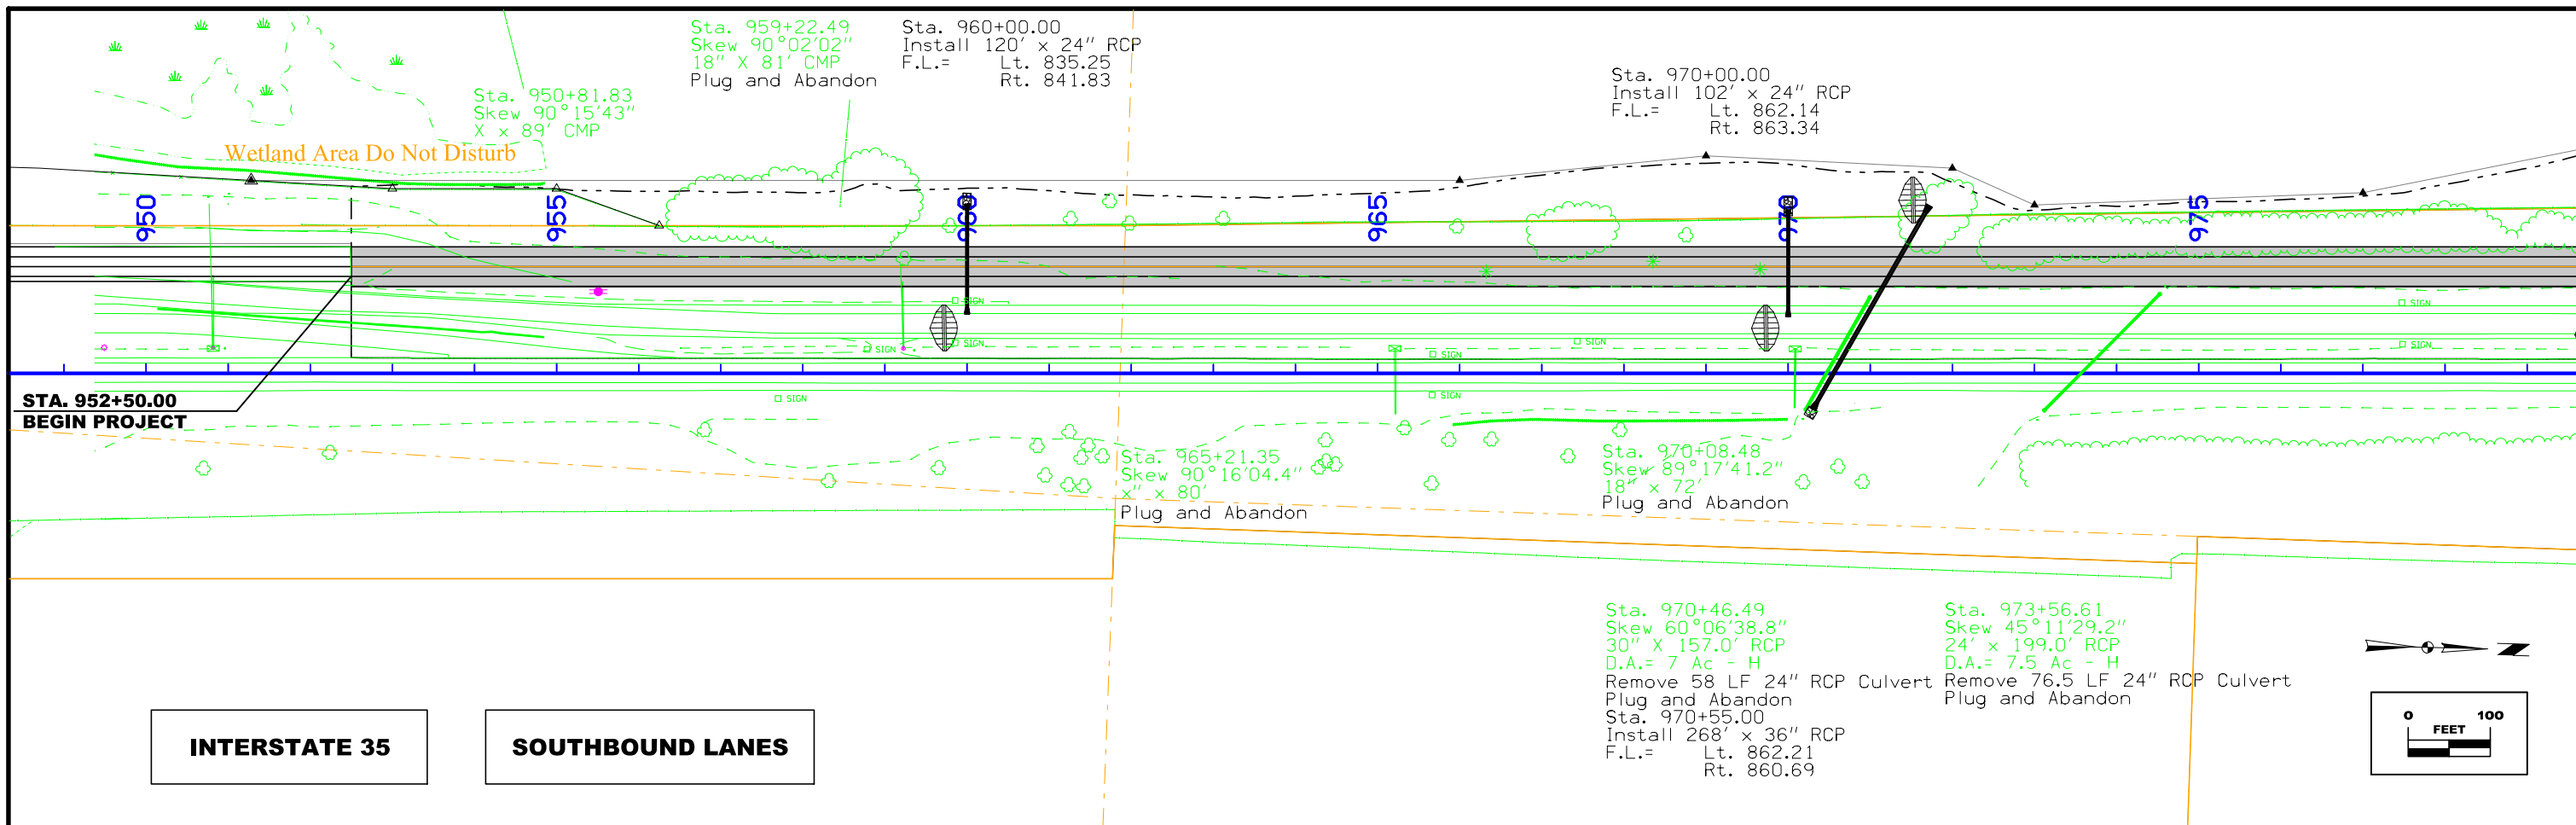 Sta. 959+22.49
Skew 90°02'02"
18" X 81' CMP
Plug and Abandon
Sta. 960+00.00
Install 120' x 24" RCP
F.L.= Lt. 835.25
Rt. 841.83
Sta. 970+00.00
Install 102' x 24" RCP
F.L.= Lt. 862.14
Rt. 863.34
Sta. 950+81.83
Skew 90°15'43"
X x 89' CMP
Wetland Area Do Not Disturb
950
955
960
965
970
975
SIGN
SIGN
SIGN
SIGN
SIGN
SIGN
SIGN
SIGN
SIGN
STA. 952+50.00
BEGIN PROJECT
Sta. 965+21.35
Skew 90°16'04.4"
x" x 80'
Plug and Abandon
Sta. 970+08.48
Skew 89°17'41.2"
18" x 72'
Plug and Abandon
Sta. 970+46.49
Skew 60°06'38.8"
30" X 157.0' RCP
D.A.= 7 Ac - H
Remove 58 LF 24" RCP Culvert
Plug and Abandon
Sta. 970+55.00
Install 268' x 36" RCP
F.L.= Lt. 862.21
Rt. 860.69
Sta. 973+56.61
Skew 45°11'29.2"
24' x 199.0' RCP
D.A.= 7.5 Ac - H
Remove 76.5 LF 24" RCP Culvert
Plug and Abandon
INTERSTATE 35
SOUTHBOUND LANES
0 100
FEET